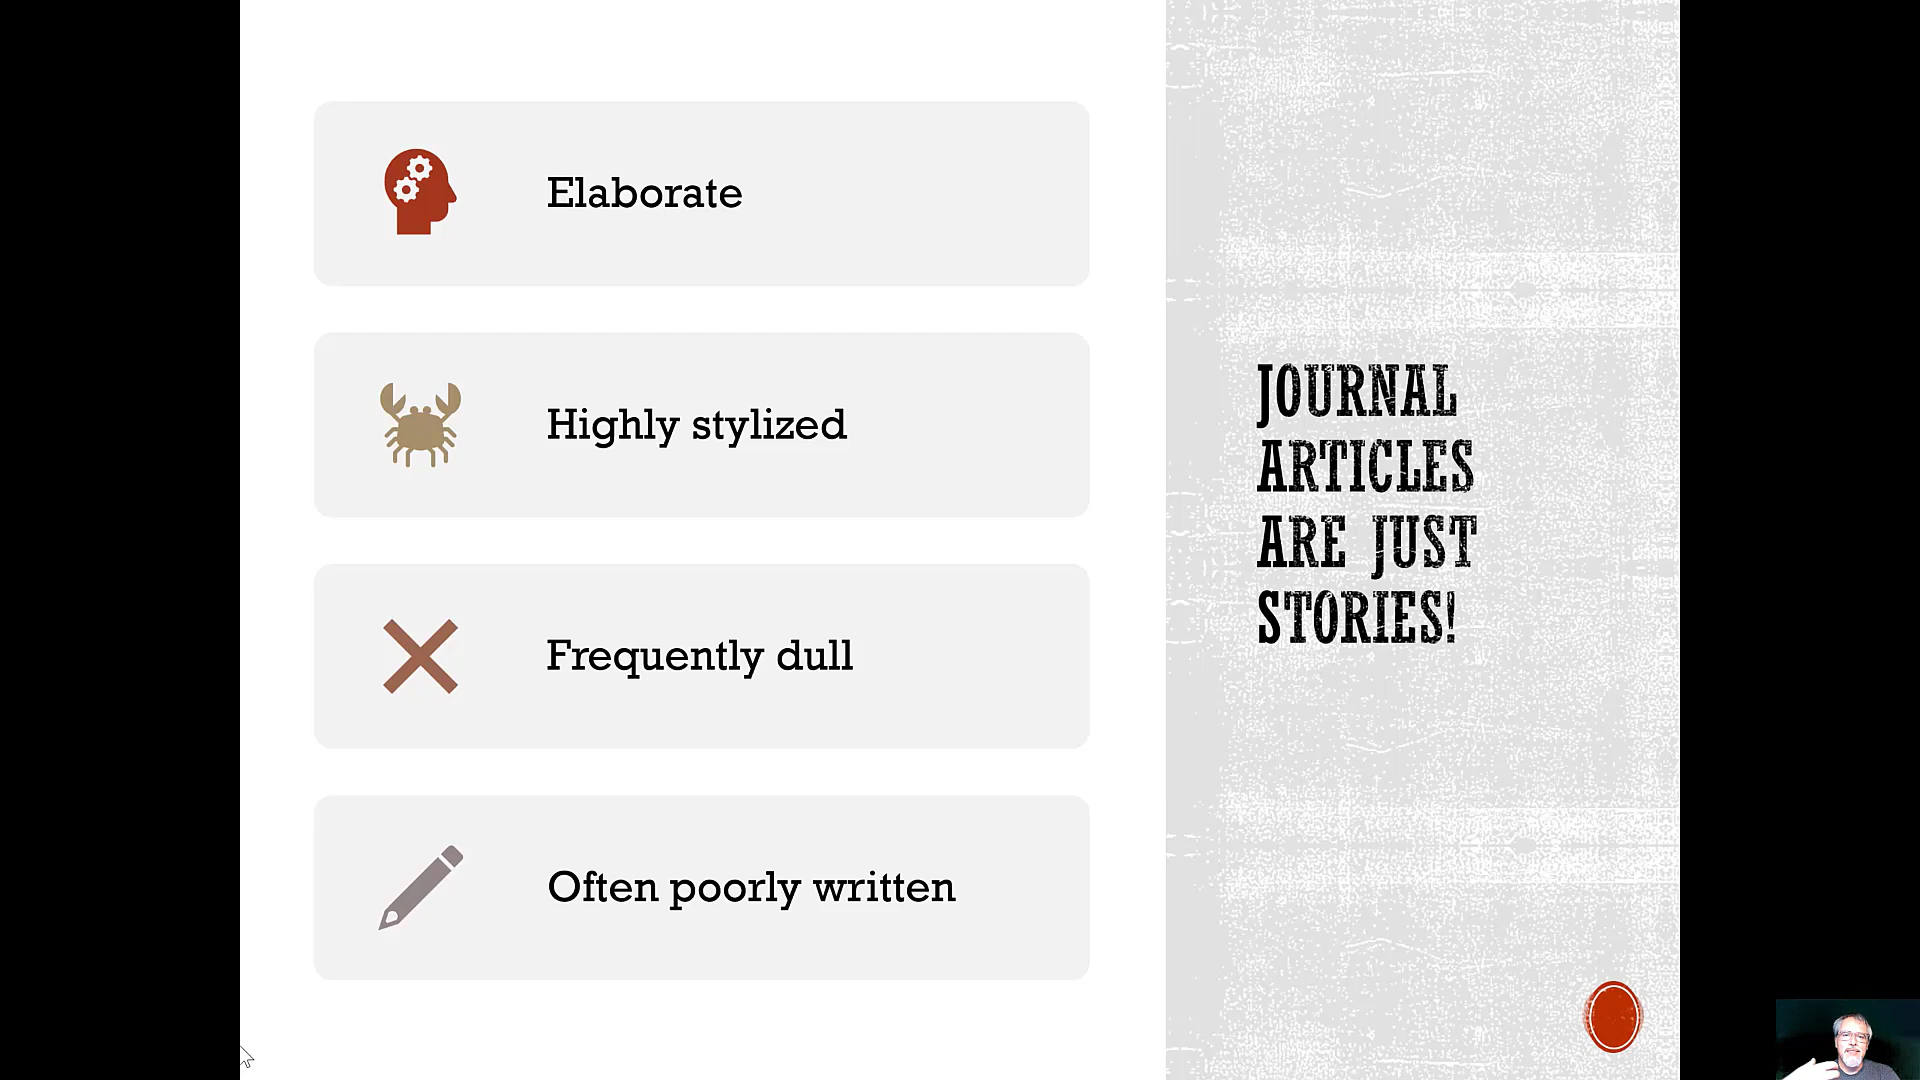 Elaborate
Highly stylized
Frequently dull
Often poorly written
JOURNAL
ARTICLES
ARE JUST
STORIES!